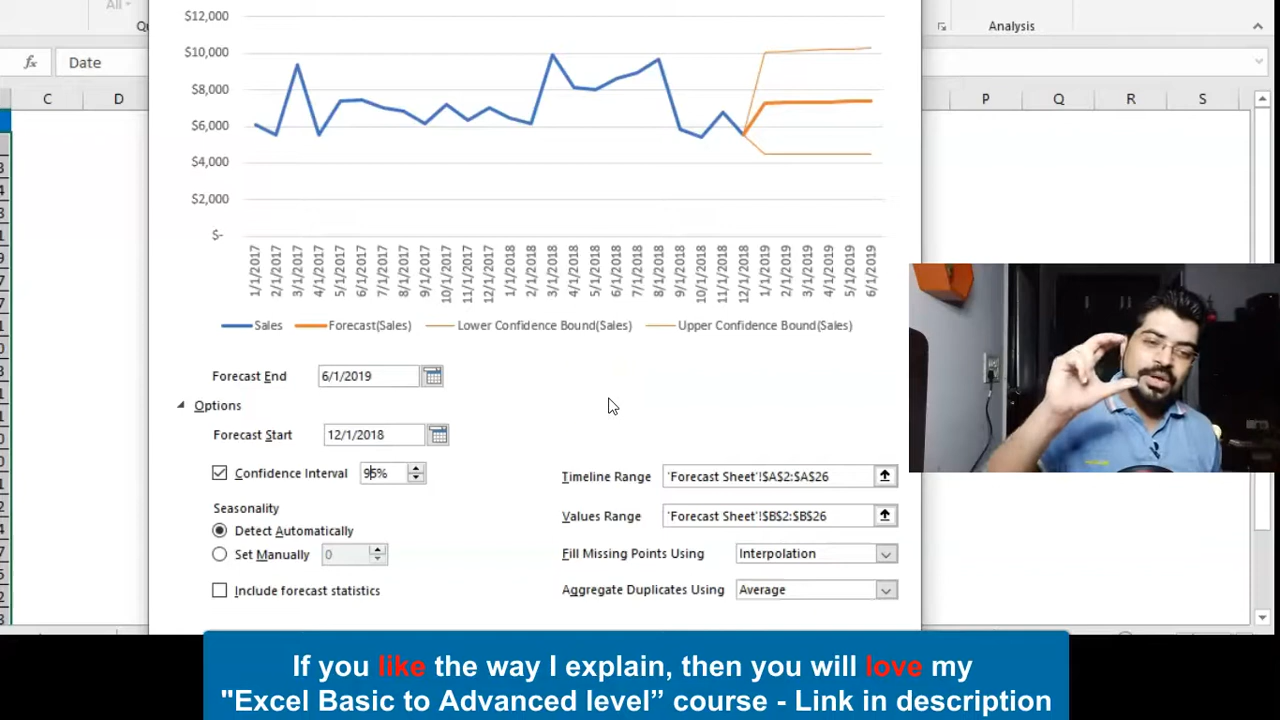 All
Qu
Analysis
fx
Date
C
D
P
Q
R
S
$12,000
$10,000
$8,000
$6,000
$4,000
$2,000
$-
1/1/2017
2/1/2017
3/1/2017
4/1/2017
5/1/2017
6/1/2017
7/1/2017
8/1/2017
9/1/2017
10/1/2017
11/1/2017
12/1/2017
1/1/2018
2/1/2018
3/1/2018
4/1/2018
5/1/2018
6/1/2018
7/1/2018
8/1/2018
9/1/2018
10/1/2018
11/1/2018
12/1/2018
1/1/2019
2/1/2019
3/1/2019
4/1/2019
5/1/2019
6/1/2019
Sales Forecast(Sales) Lower Confidence Bound(Sales) Upper Confidence Bound(Sales)
Forecast End 6/1/2019
Options
Forecast Start 12/1/2018
Confidence Interval 95%
Timeline Range 'Forecast Sheet'!$A$2:$A$26
Seasonality
Values Range 'Forecast Sheet'!$B$2:$B$26
Detect Automatically
Set Manually 0
Fill Missing Points Using Interpolation
Include forecast statistics
Aggregate Duplicates Using Average
If you like the way I explain, then you will love my
"Excel Basic to Advanced level” course - Link in description